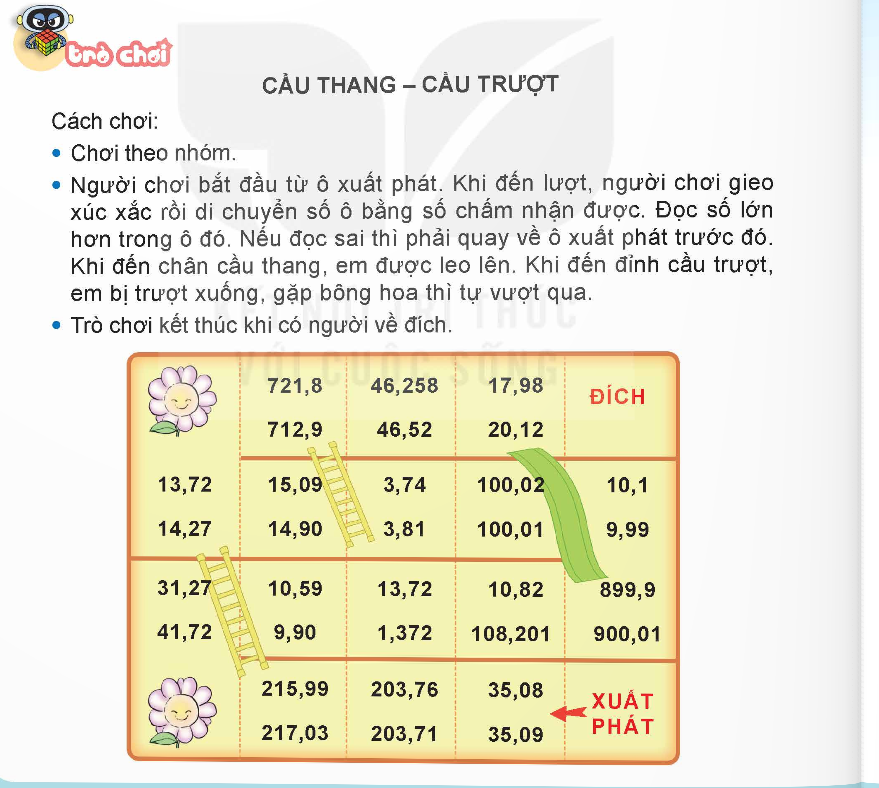 trò chơi
CẦU THANG – CẦU TRƯỢT
Cách chơi:
• Chơi theo nhóm.
• Người chơi bắt đầu từ ô xuất phát. Khi đến lượt, người chơi gieo
xúc xắc rồi di chuyển số ô bằng số chấm nhận được. Đọc số lớn
hơn trong ô đó. Nếu đọc sai thì phải quay về ô xuất phát trước đó.
Khi đến chân cầu thang, em được leo lên. Khi đến đỉnh cầu trượt,
em bị trượt xuống, gặp bông hoa thì tự vượt qua.
• Trò chơi kết thúc khi có người về đích.
KẾT NỐI TRI THỨC
VỚI CUỘC SỐNG
721,8 46,258 17,98 ĐÍCH
712,9 46,52 20,12
13,72 15,09 3,74 100,02 10,1
14,27 14,90 3,81 100,01 9,99
31,27 10,59 13,72 10,82 899,9
41,72 9,90 1,372 108,201 900,01
215,99 203,76 35,08 XUẤT
217,03 203,71 35,09 PHÁT